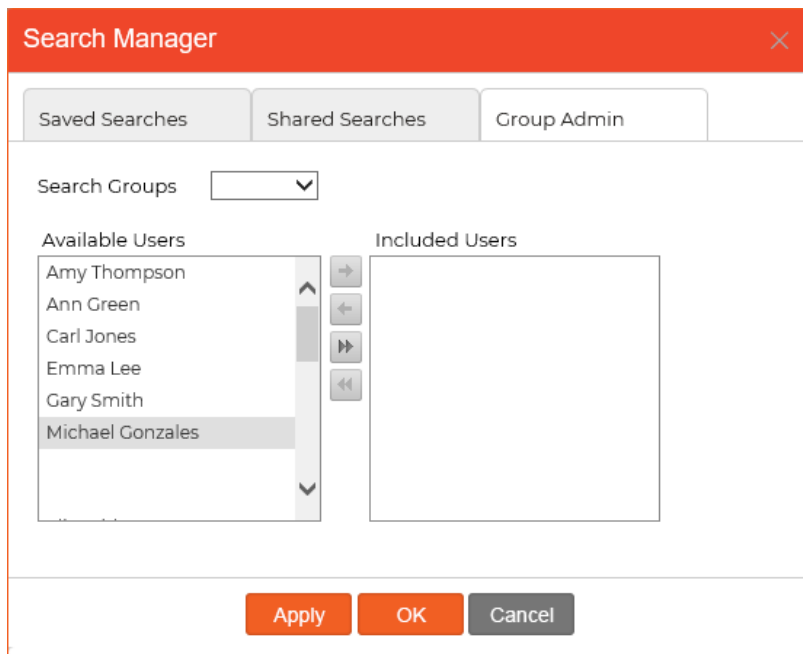 Search Manager
Saved Searches Shared Searches Group Admin
Search Groups
Available Users Included Users
Amy Thompson
Ann Green
Carl Jones
Emma Lee
Gary Smith
Michael Gonzales
Apply OK Cancel